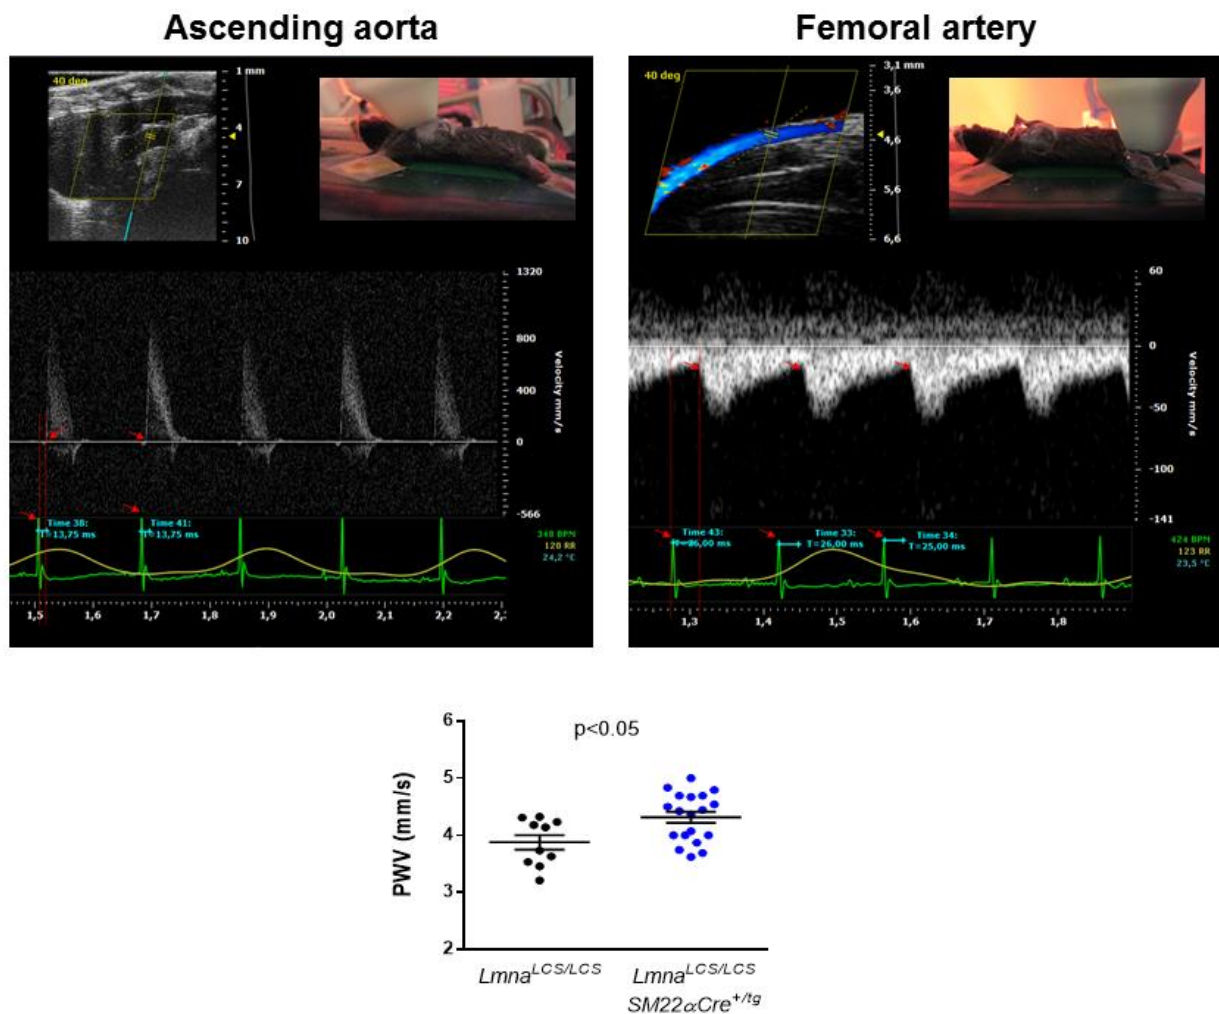 Ascending aorta
40 deg
1 mm
4
7
10
1320
800
400
0
-566
Velocity mm/s
Time 38:
T=13,75 ms
Time 41:
T=13,75 ms
348 BPM
120 RR
24,2 °C
1,5 1,6 1,7 1,8 1,9 2,0 2,1 2,2 2,
Femoral artery
40 deg
3,1 mm
3,6
4,6
5,6
6,6
60
0
-50
-100
-141
Velocity mm/s
Time 43:
T=26,00 ms
Time 33:
T=26,00 ms
Time 34:
T=25,00 ms
424 BPM
123 RR
23,5 °C
1,3 1,4 1,5 1,6 1,7 1,8
p<0.05
PWV (mm/s)
6
5
4
3
2
Lmna^LCS/LCS
Lmna^LCS/LCS
SM22αCre^+/tg